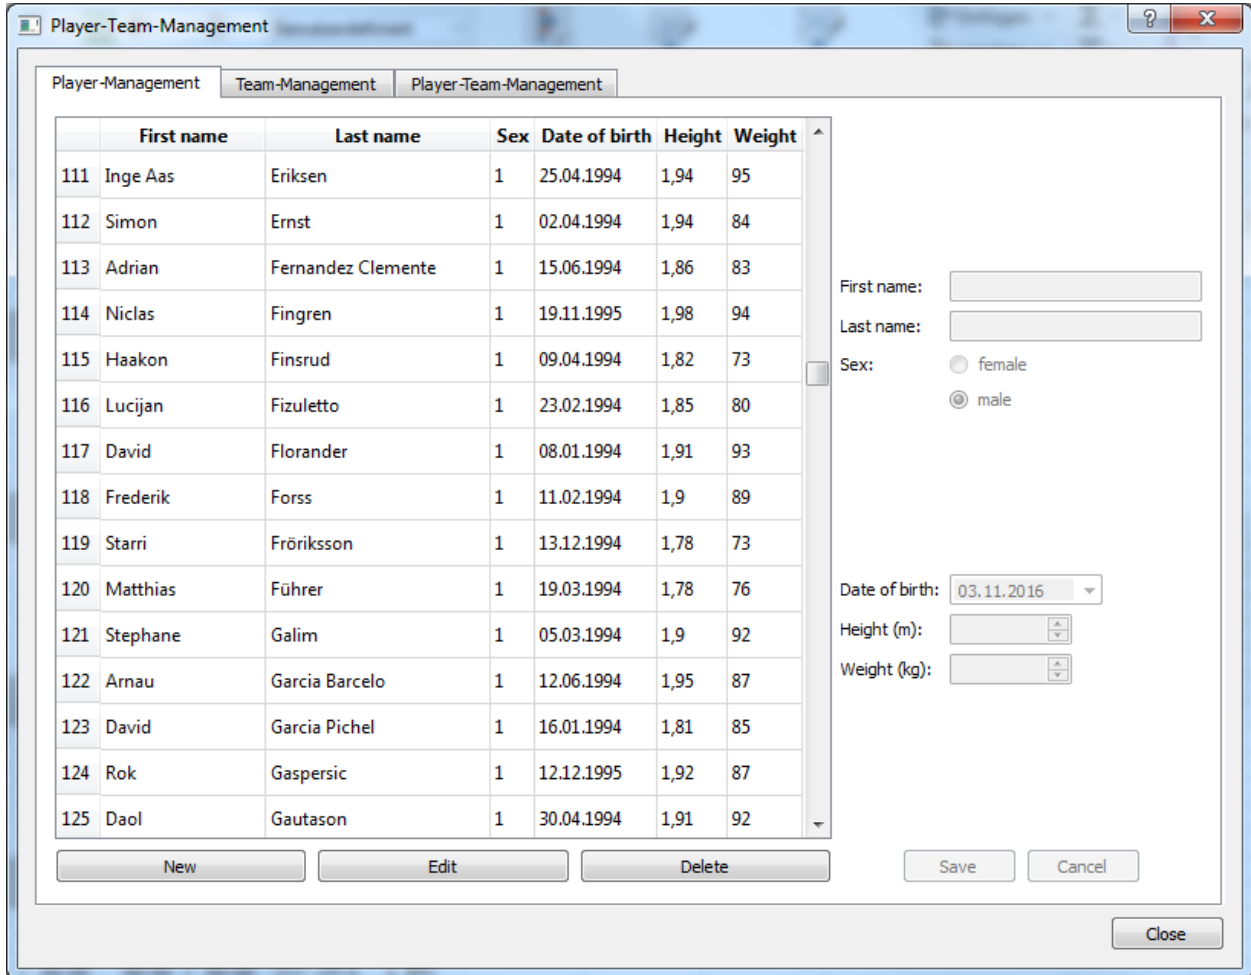 Player-Team-Management
Player-Management Team-Management Player-Team-Management
First name Last name Sex Date of birth Height Weight
111 Inge Aas Eriksen 1 25.04.1994 1,94 95
112 Simon Ernst 1 02.04.1994 1,94 84
113 Adrian Fernandez Clemente 1 15.06.1994 1,86 83
114 Niclas Fingren 1 19.11.1995 1,98 94
115 Haakon Finsrud 1 09.04.1994 1,82 73
116 Lucijan Fizuletto 1 23.02.1994 1,85 80
117 David Florander 1 08.01.1994 1,91 93
118 Frederik Forss 1 11.02.1994 1,9 89
119 Starri Fröriksson 1 13.12.1994 1,78 73
120 Matthias Führer 1 19.03.1994 1,78 76
121 Stephane Galim 1 05.03.1994 1,9 92
122 Arnau Garcia Barcelo 1 12.06.1994 1,95 87
123 David Garcia Pichel 1 16.01.1994 1,81 85
124 Rok Gaspersic 1 12.12.1995 1,92 87
125 Daol Gautason 1 30.04.1994 1,91 92
First name:
Last name:
Sex: female
male
Date of birth: 03.11.2016
Height (m):
Weight (kg):
New Edit Delete Save Cancel
Close